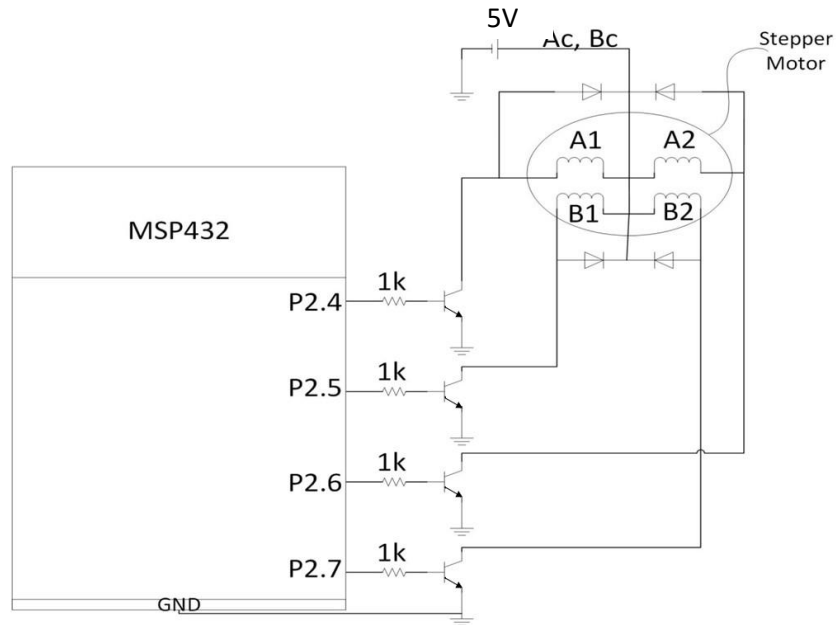 5V
Ac, Bc
Stepper
Motor
A1
A2
B1
B2
MSP432
1k
P2.4
1k
P2.5
1k
P2.6
1k
P2.7
GND